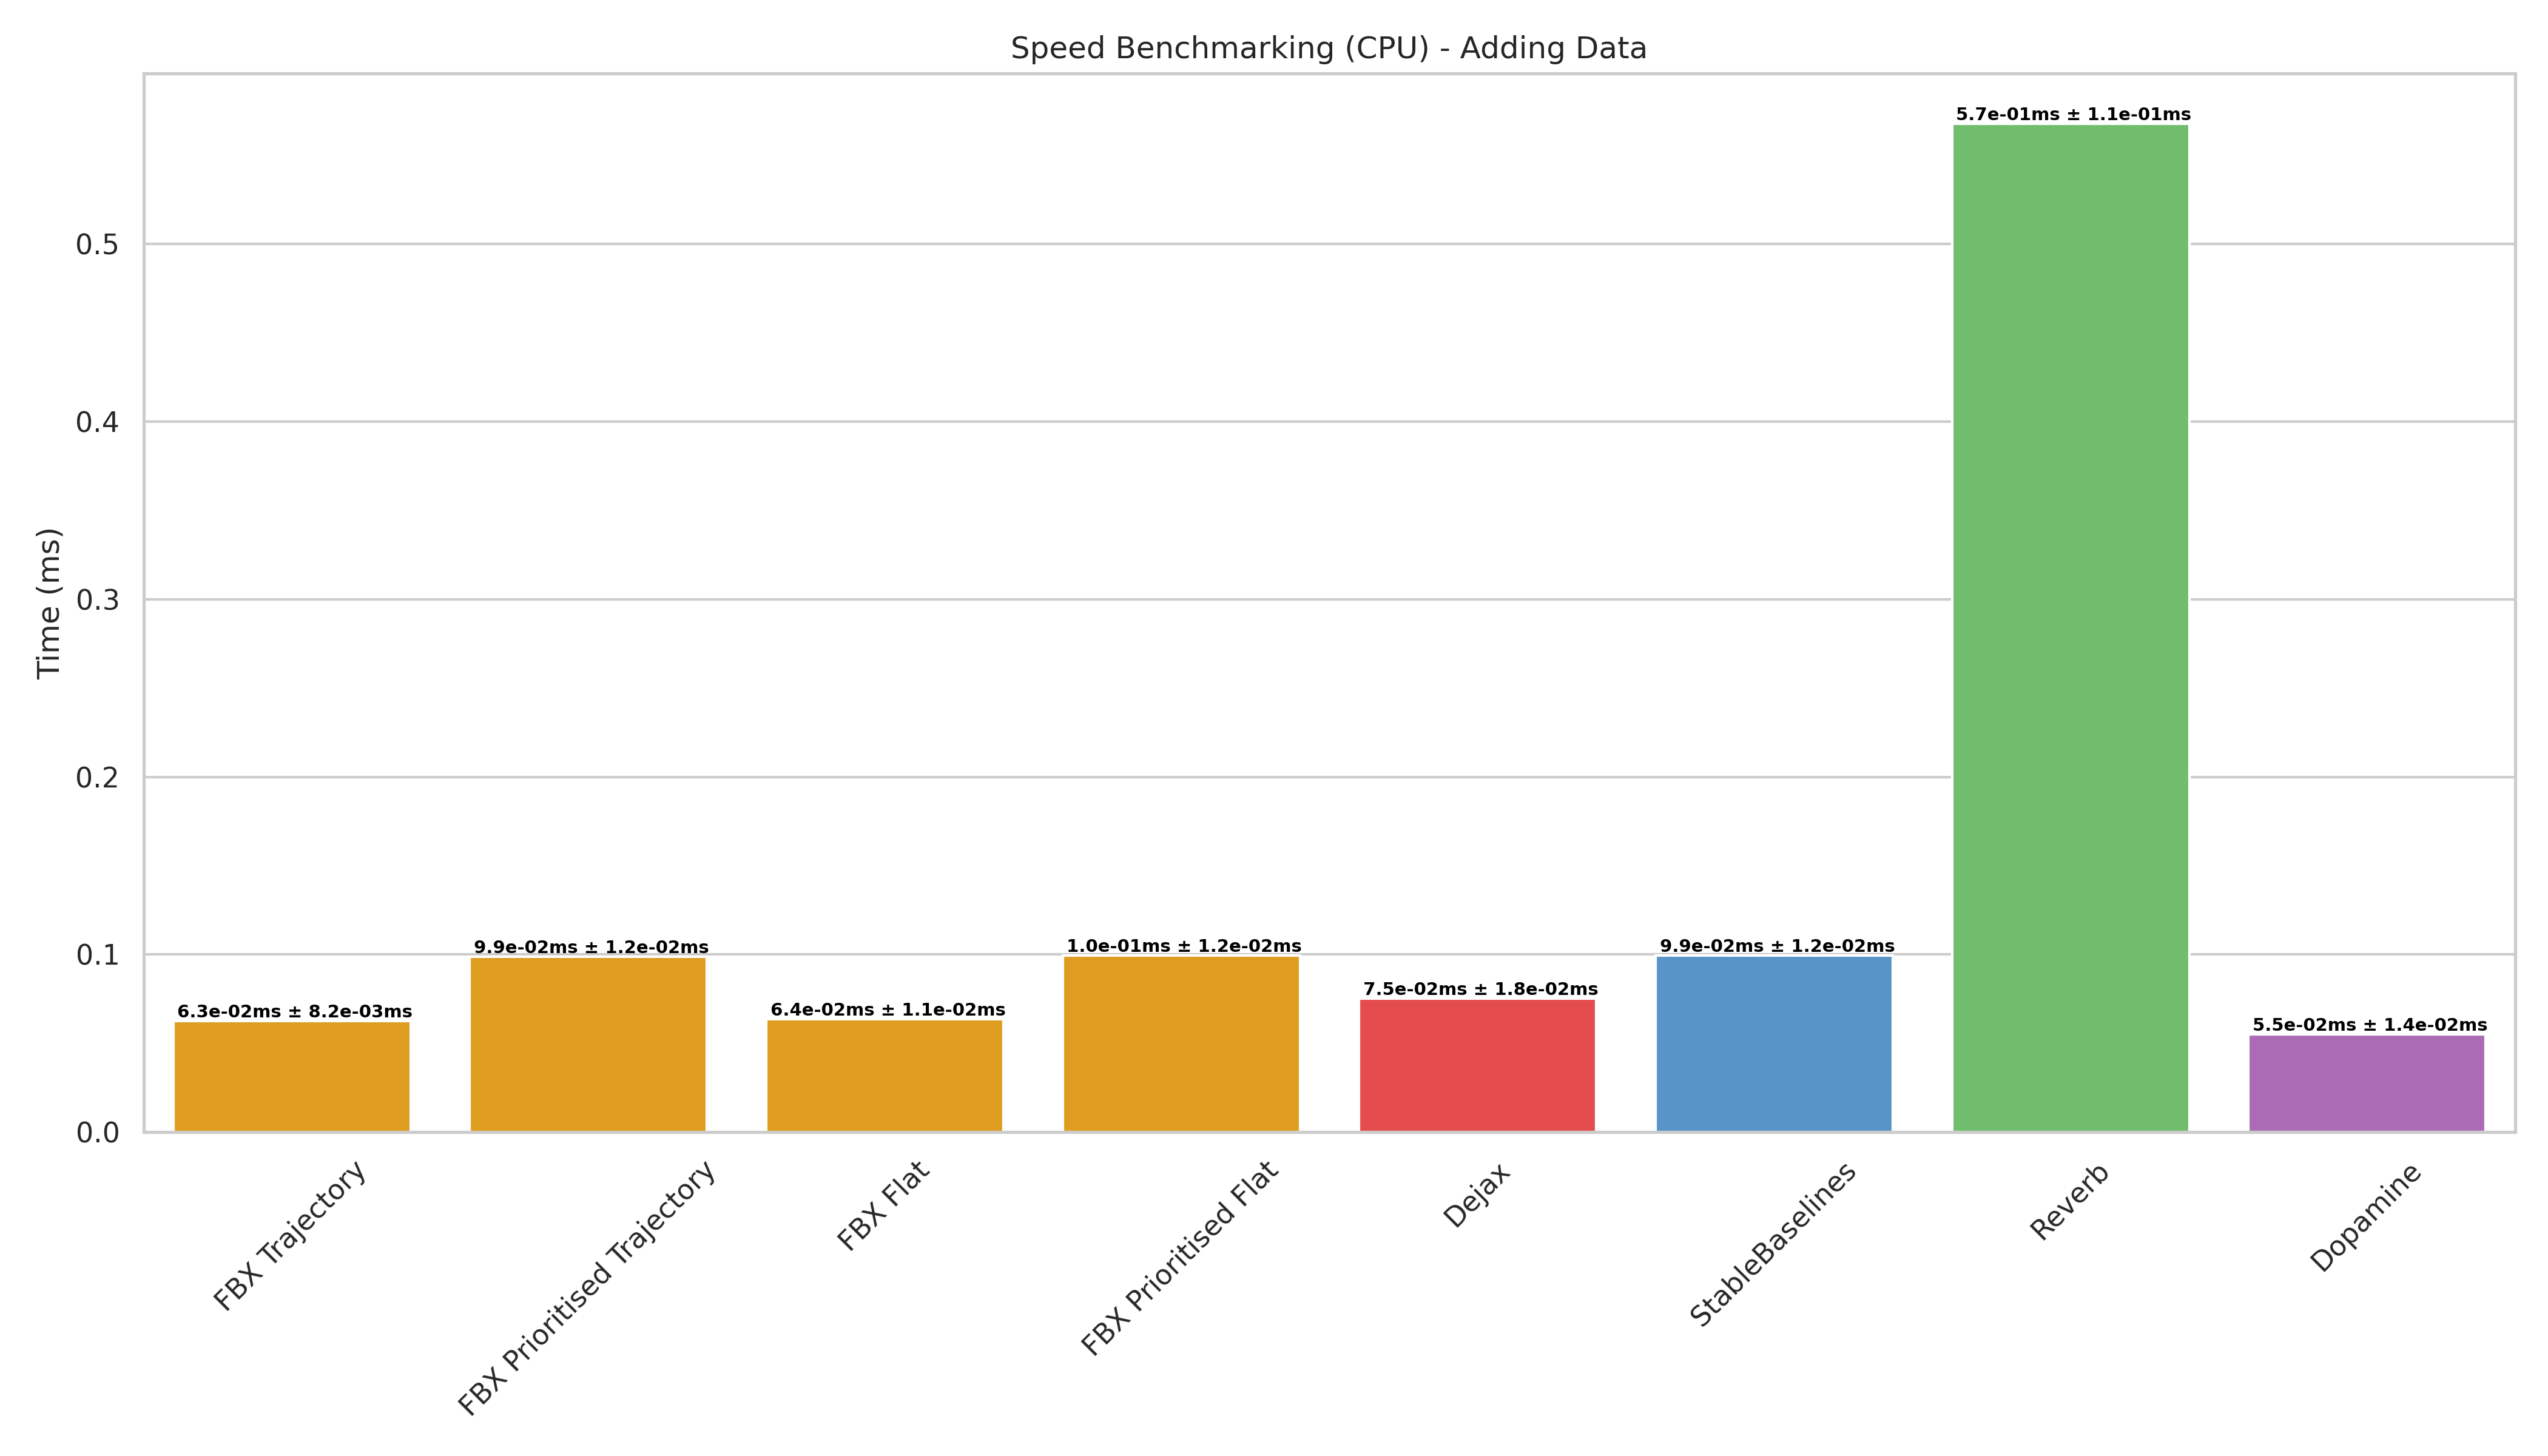 Speed Benchmarking (CPU) - Adding Data
Time (ms)
0.5
0.4
0.3
0.2
0.1
0.0
6.3e-02ms ± 8.2e-03ms
9.9e-02ms ± 1.2e-02ms
6.4e-02ms ± 1.1e-02ms
1.0e-01ms ± 1.2e-02ms
7.5e-02ms ± 1.8e-02ms
9.9e-02ms ± 1.2e-02ms
5.7e-01ms ± 1.1e-01ms
5.5e-02ms ± 1.4e-02ms
FBX Trajectory
FBX Prioritised Trajectory
FBX Flat
FBX Prioritised Flat
Dejax
StableBaselines
Reverb
Dopamine